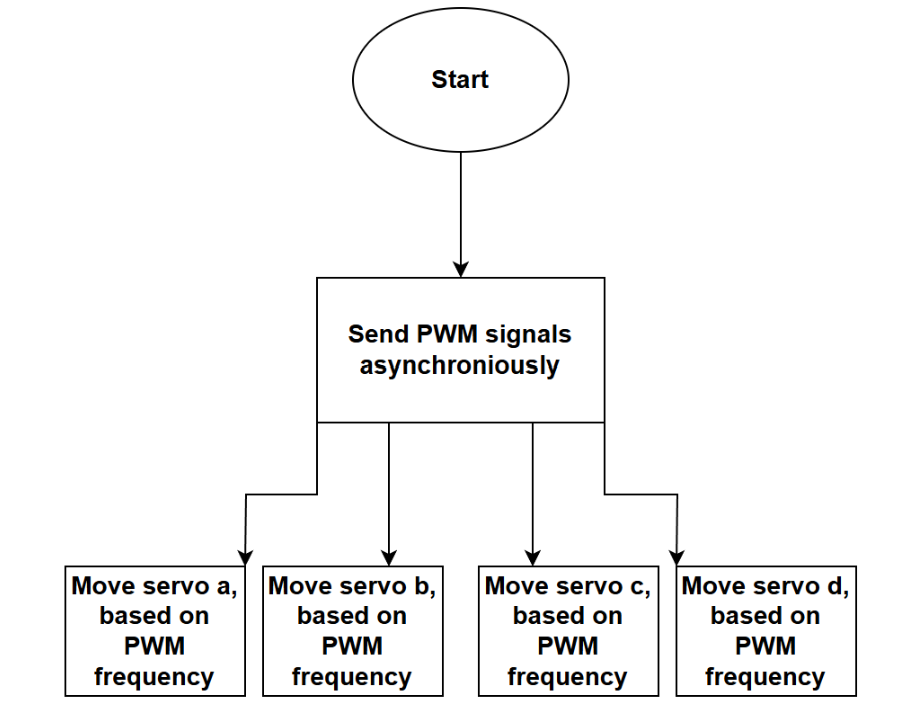 Start
Send PWM signals
asynchroniously
Move servo a,
based on
PWM
frequency
Move servo b,
based on
PWM
frequency
Move servo c,
based on
PWM
frequency
Move servo d,
based on
PWM
frequency